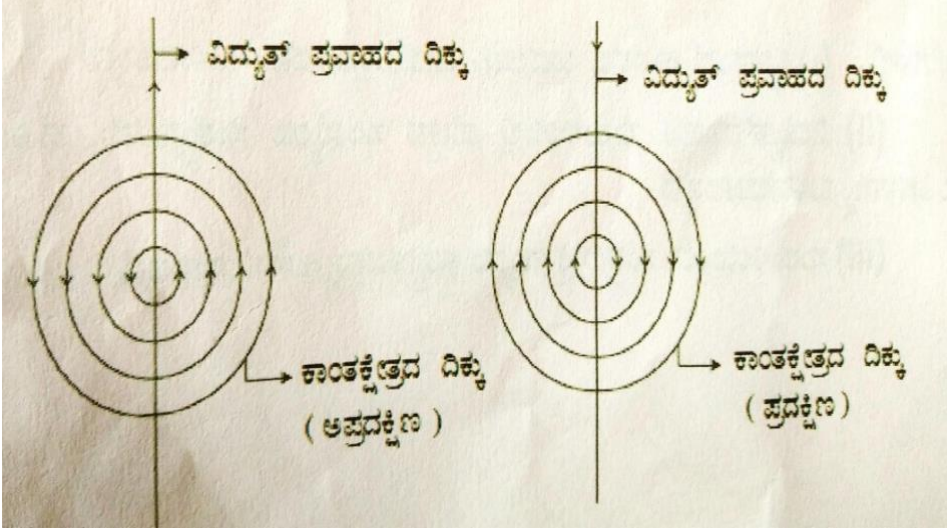 ವಿದ್ಯುತ್ ಪ್ರವಾಹದ ದಿಕ್ಕು
ವಿದ್ಯುತ್ ಪ್ರವಾಹದ ದಿಕ್ಕು
ಕಾಂತಕ್ಷೇತ್ರದ ದಿಕ್ಕು
( ಅಪ್ರದಕ್ಷಿಣ )
ಕಾಂತಕ್ಷೇತ್ರದ ದಿಕ್ಕು
( ಪ್ರದಕ್ಷಿಣ )